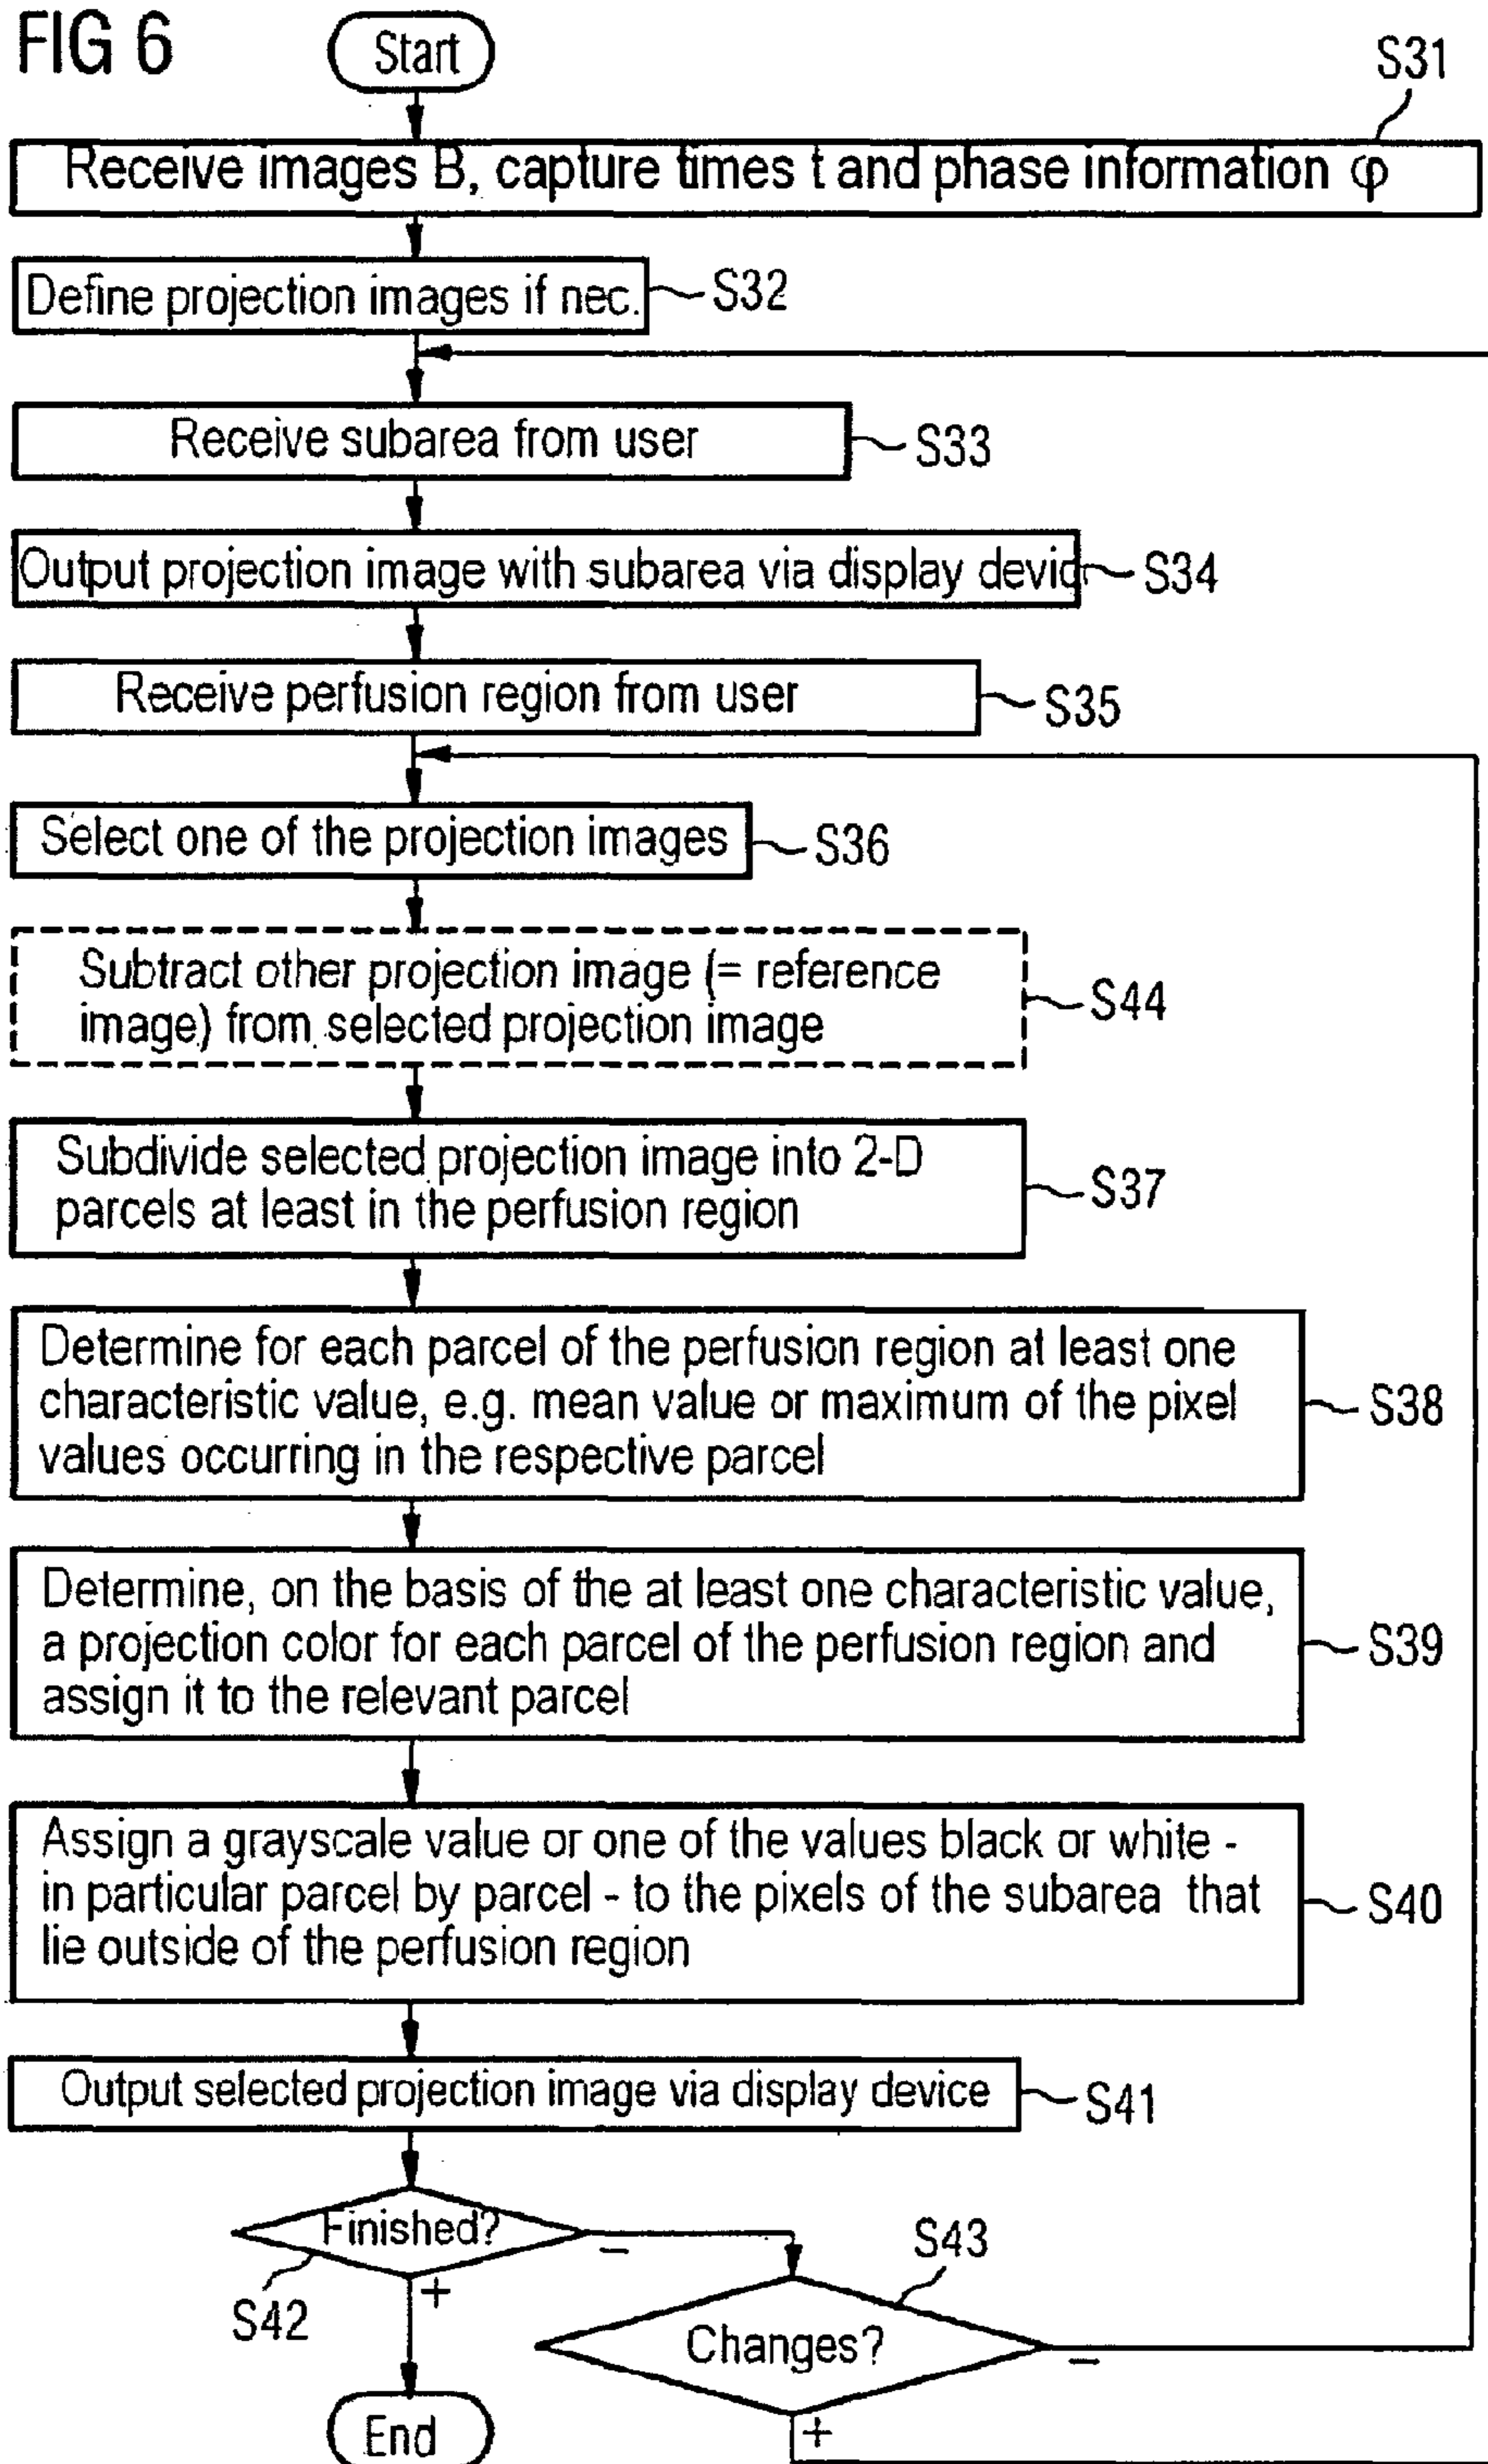 FIG 6
Start
S31
Receive images B, capture times t and phase information φ
Define projection images if nec.
S32
Receive subarea from user
S33
Output projection image with subarea via display devic
S34
Receive perfusion region from user
S35
Select one of the projection images
S36
Subtract other projection image (= reference
image) from selected projection image
S44
Subdivide selected projection image into 2-D
parcels at least in the perfusion region
S37
Determine for each parcel of the perfusion region at least one
characteristic value, e.g. mean value or maximum of the pixel
values occurring in the respective parcel
S38
Determine, on the basis of the at least one characteristic value,
a projection color for each parcel of the perfusion region and
assign it to the relevant parcel
S39
Assign a grayscale value or one of the values black or white -
in particular parcel by parcel - to the pixels of the subarea that
lie outside of the perfusion region
S40
Output selected projection image via display device
S41
Finished?
−
S42
+
S43
Changes?
−
+
End